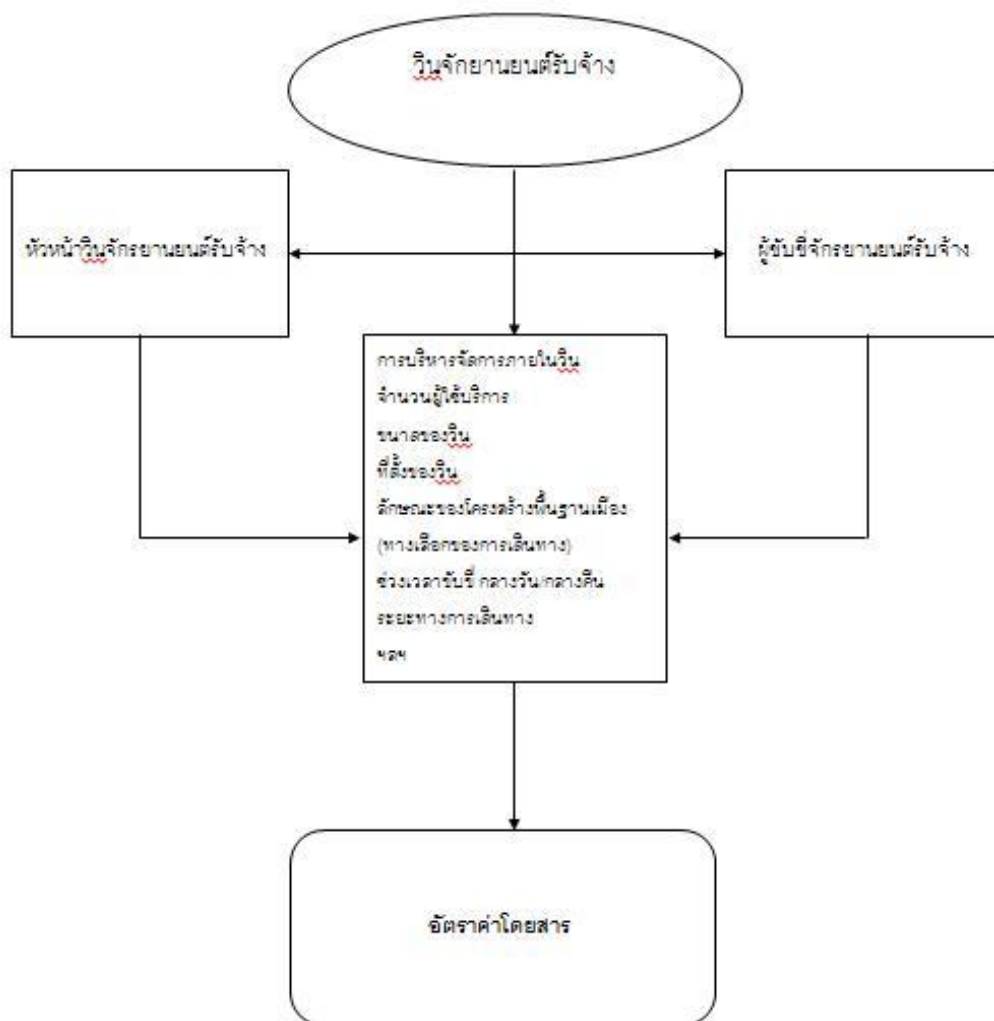 วินจักยานยนต์รับจ้าง
หัวหน้าวินจักรยานยนต์รับจ้าง
ผู้ขับขี่จักรยานยนต์รับจ้าง
การบริหารจัดการภายในวิน
จำนวนผู้ใช้บริการ
ขนาดของวิน
ที่ตั้งของวิน
ลักษณะของโครงสร้างพื้นฐานเมือง
(ทางเลือกของการเดินทาง)
ช่วงเวลาขับขี่ กลางวัน/กลางคืน
ระยะทางการเดินทาง
ฯลฯ
อัตราค่าโดยสาร